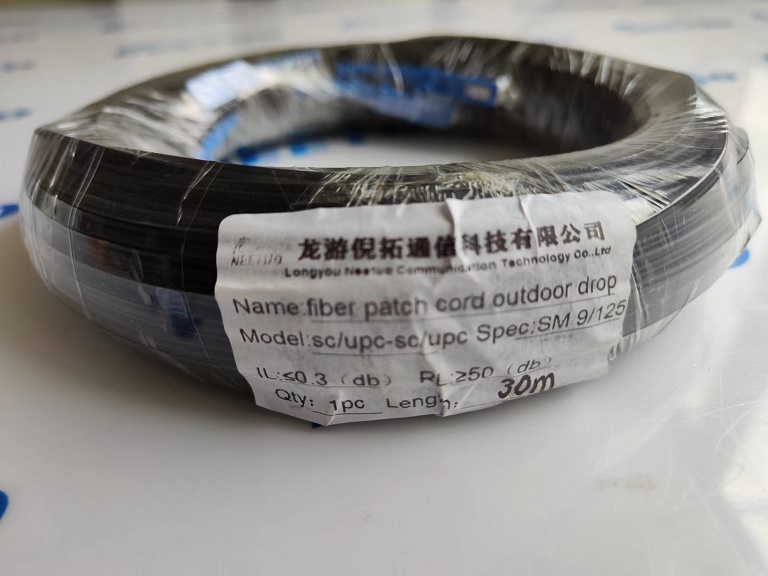 NEETUO
龙游倪拓通信科技有限公司
Longyou Neetuo Communication Technology Co.,Ltd
Name:fiber patch cord outdoor drop
Model:sc/upc-sc/upc Spec:SM 9/125
IL:≤0.3（db） RL:≥50（db）
Qty: 1pc Length: 30m